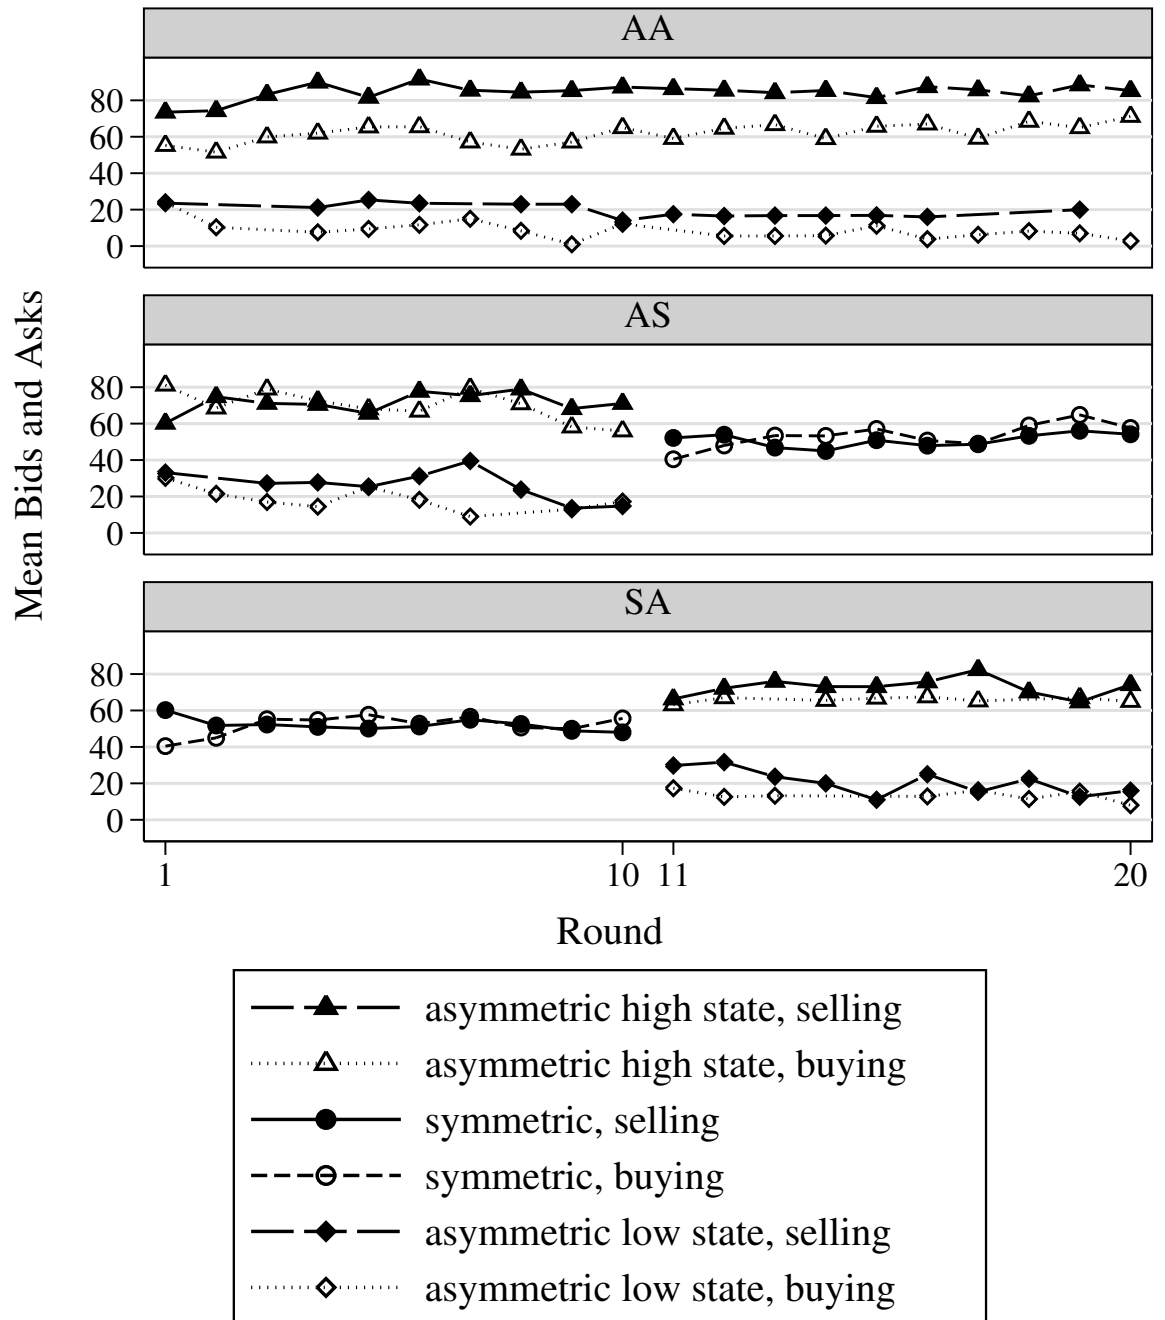 AA
80
60
40
20
0
AS
80
60
40
20
0
Mean Bids and Asks
SA
80
60
40
20
0
1 10 11 20
Round
asymmetric high state, selling
asymmetric high state, buying
symmetric, selling
symmetric, buying
asymmetric low state, selling
asymmetric low state, buying